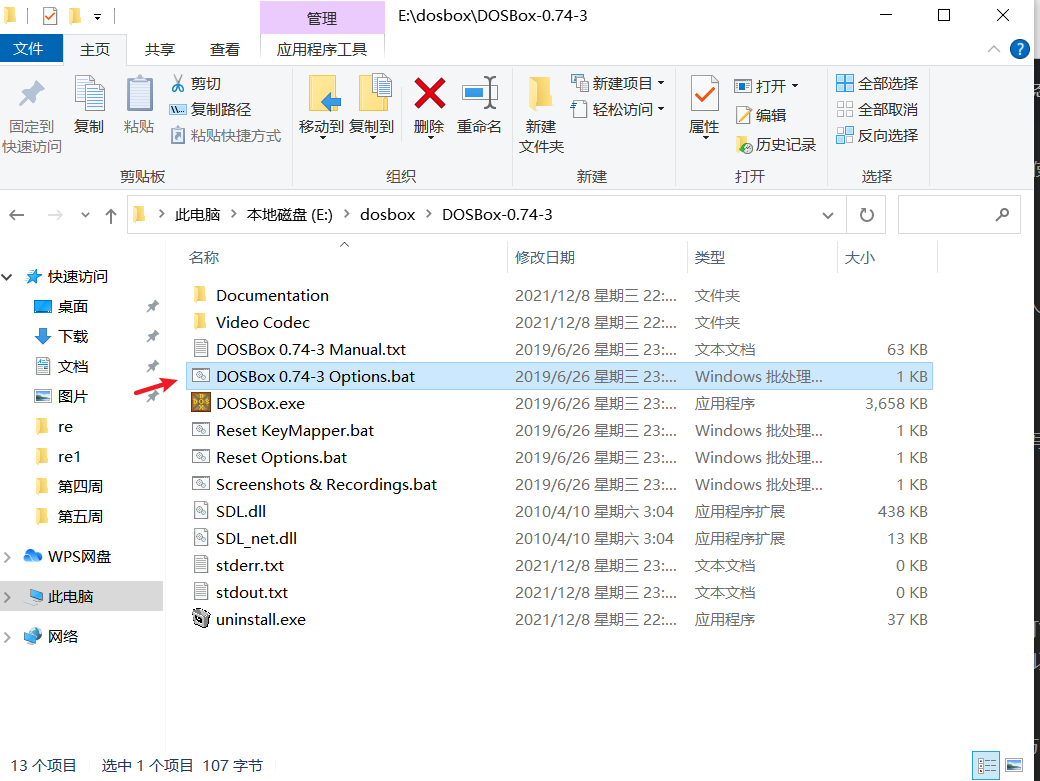 管理
E:\dosbox\DOSBox-0.74-3
文件
主页
共享
查看
应用程序工具
固定到
快速访问
复制
粘贴
剪切
复制路径
粘贴快捷方式
剪贴板
移动到
复制到
删除
重命名
组织
新建
文件夹
新建项目
轻松访问
新建
属性
打开
编辑
历史记录
打开
全部选择
全部取消
反向选择
选择
此电脑 > 本地磁盘 (E:) > dosbox > DOSBox-0.74-3
名称 修改日期 类型 大小
快速访问
桌面
下载
文档
图片
re
re1
第四周
第五周
WPS网盘
此电脑
网络
Documentation 2021/12/8 星期三 22:... 文件夹
Video Codec 2021/12/8 星期三 22:... 文件夹
DOSBox 0.74-3 Manual.txt 2019/6/26 星期三 23:... 文本文档 63 KB
DOSBox 0.74-3 Options.bat 2019/6/26 星期三 23:... Windows 批处理... 1 KB
DOSBox.exe 2019/6/26 星期三 23:... 应用程序 3,658 KB
Reset KeyMapper.bat 2019/6/26 星期三 23:... Windows 批处理... 1 KB
Reset Options.bat 2019/6/26 星期三 23:... Windows 批处理... 1 KB
Screenshots & Recordings.bat 2019/6/26 星期三 23:... Windows 批处理... 1 KB
SDL.dll 2010/4/10 星期六 3:04 应用程序扩展 438 KB
SDL_net.dll 2010/4/10 星期六 3:04 应用程序扩展 13 KB
stderr.txt 2021/12/8 星期三 23:... 文本文档 0 KB
stdout.txt 2021/12/8 星期三 23:... 文本文档 0 KB
uninstall.exe 2021/12/8 星期三 22:... 应用程序 37 KB
13 个项目 选中 1 个项目 107 字节